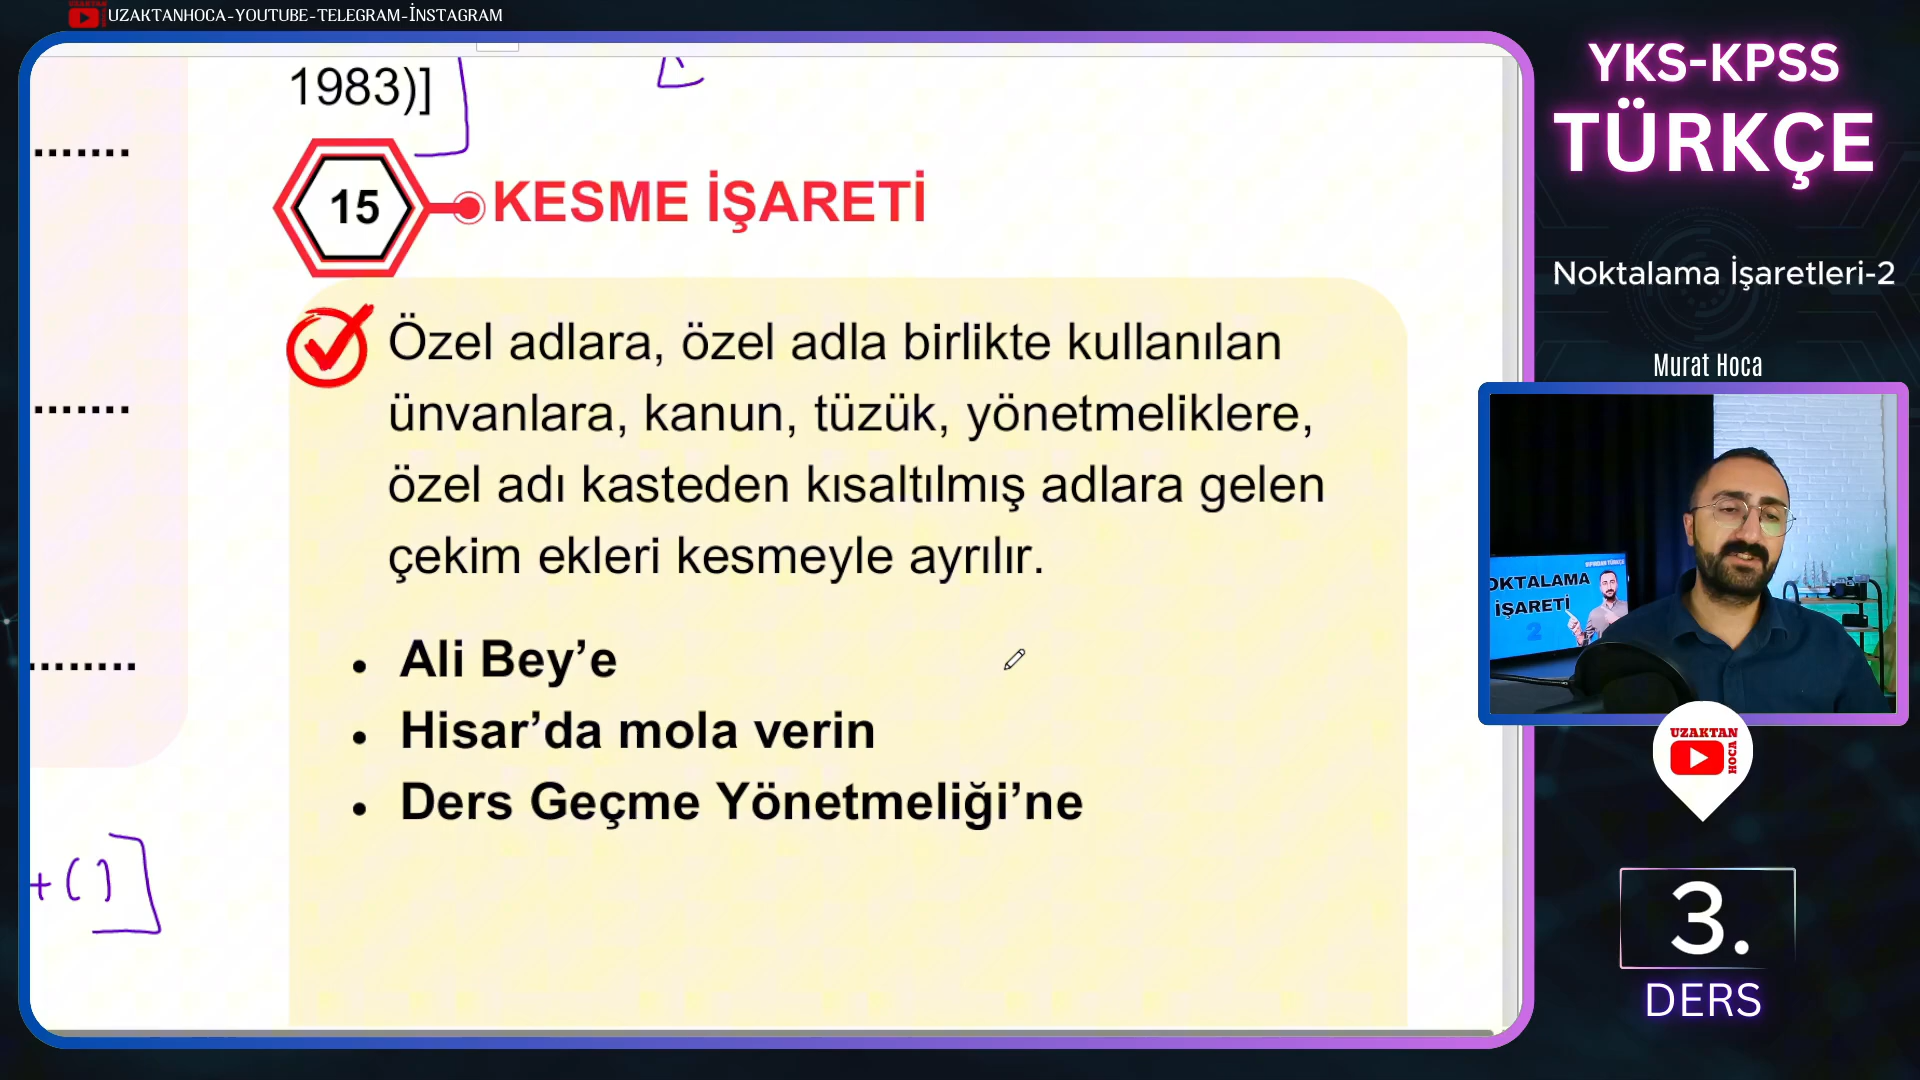 UZAKTANHOCA-YOUTUBE-TELEGRAM-İNSTAGRAM
1983)]
.......
15
KESME İŞARETİ
Özel adlara, özel adla birlikte kullanılan
ünvanlara, kanun, tüzük, yönetmeliklere,
özel adı kasteden kısaltılmış adlara gelen
çekim ekleri kesmeyle ayrılır.
.......
........
• Ali Bey’e
• Hisar’da mola verin
• Ders Geçme Yönetmeliği’ne
+ ( ) ]
YKS-KPSS
TÜRKÇE
Noktalama İşaretleri-2
Murat Hoca
OKTALAMA
İŞARETİ
2
UZAKTAN
HOCA
3.
DERS